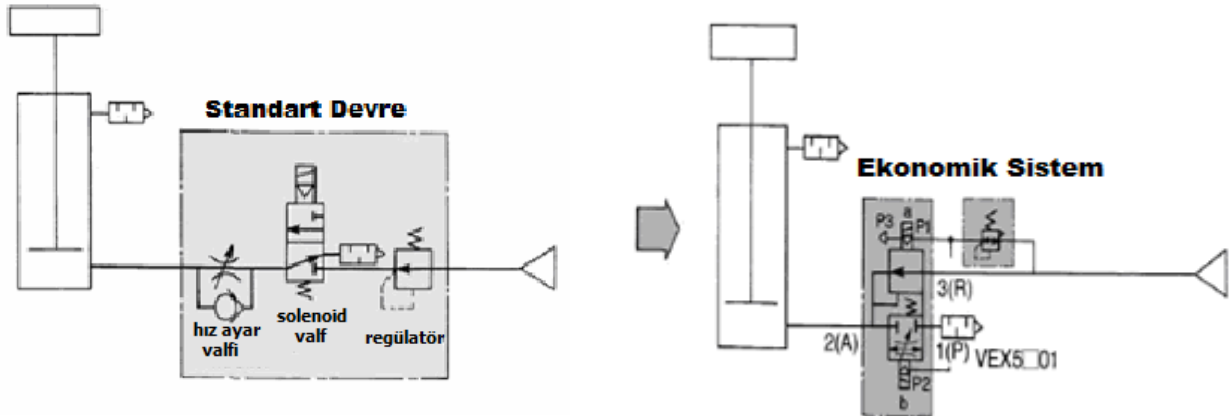 Standart Devre
hız ayar
valfi
solenoid
valf
regülatör
Ekonomik Sistem
a
P3
P1
3(R)
2(A)
1(P)
VEX5□01
P2
b